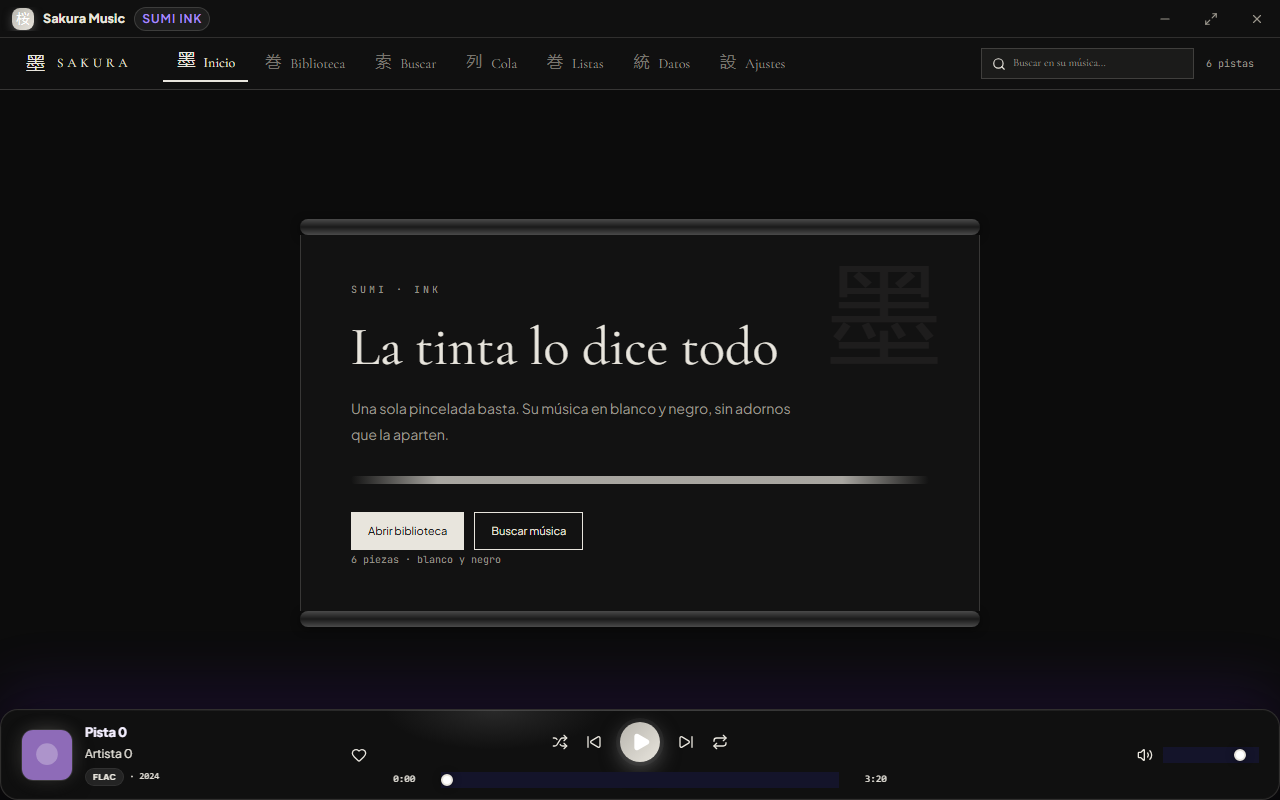 桜 Sakura Music SUMI INK
墨 SAKURA 墨 Inicio 巻 Biblioteca 索 Buscar 列 Cola 巻 Listas 統 Datos 設 Ajustes Buscar en su música... 6 pistas
SUMI · INK
墨
La tinta lo dice todo
Una sola pincelada basta. Su música en blanco y negro, sin adornos
que la aparten.
Abrir biblioteca Buscar música
6 piezas · blanco y negro
Pista 0
Artista 0
FLAC · 2024
0:00 3:20